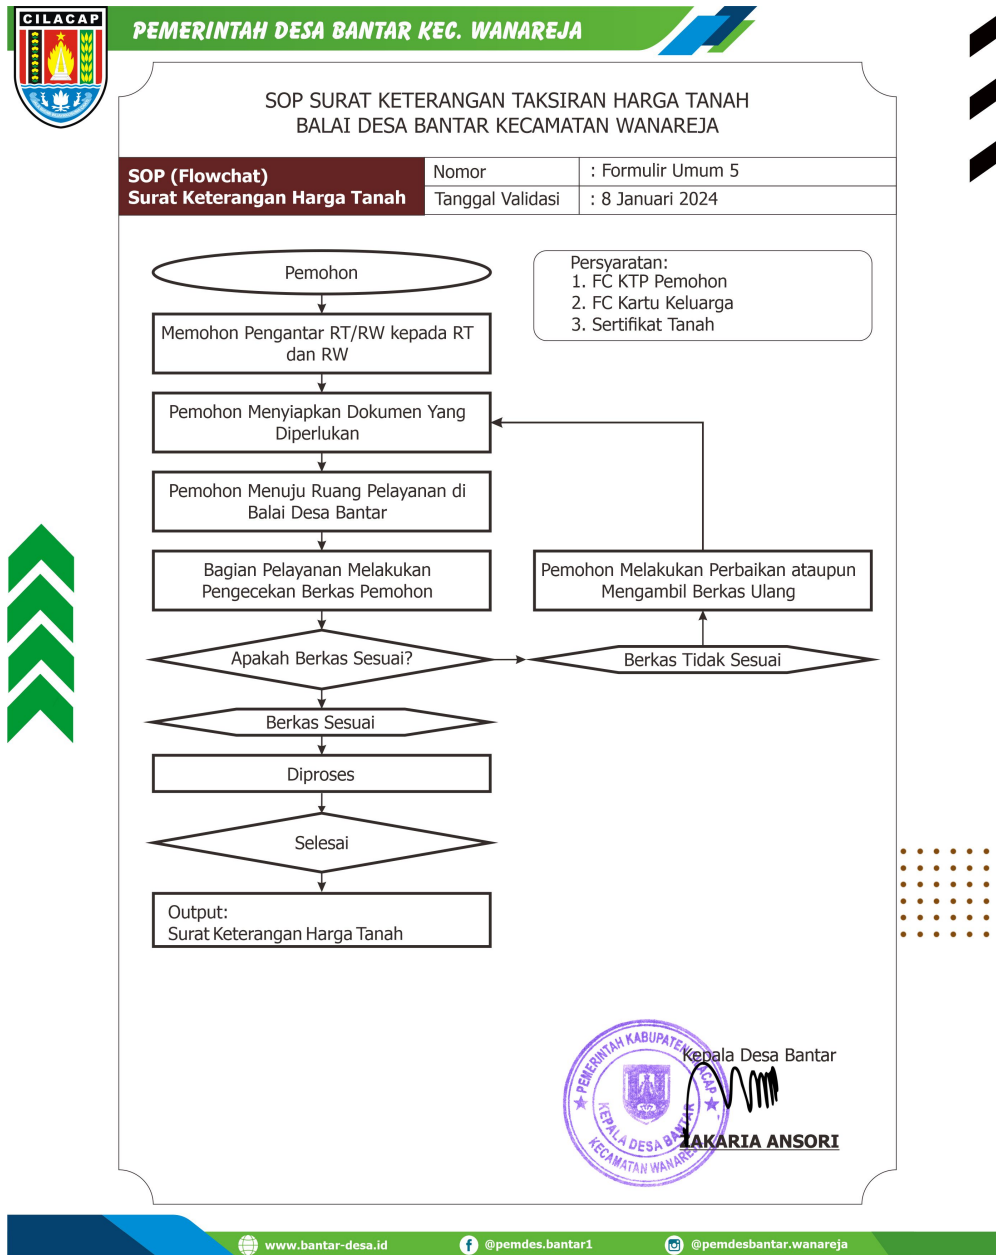 CILACAP
PEMERINTAH DESA BANTAR KEC. WANAREJA
SOP SURAT KETERANGAN TAKSIRAN HARGA TANAH
BALAI DESA BANTAR KECAMATAN WANAREJA
SOP (Flowchat)
Surat Keterangan Harga Tanah
Nomor : Formulir Umum 5
Tanggal Validasi : 8 Januari 2024
Pemohon
Persyaratan:
1. FC KTP Pemohon
2. FC Kartu Keluarga
3. Sertifikat Tanah
Memohon Pengantar RT/RW kepada RT
dan RW
Pemohon Menyiapkan Dokumen Yang
Diperlukan
Pemohon Menuju Ruang Pelayanan di
Balai Desa Bantar
Bagian Pelayanan Melakukan
Pengecekan Berkas Pemohon
Pemohon Melakukan Perbaikan ataupun
Mengambil Berkas Ulang
Apakah Berkas Sesuai?
Berkas Tidak Sesuai
Berkas Sesuai
Diproses
Selesai
Output:
Surat Keterangan Harga Tanah
Kepala Desa Bantar
PEMERINTAH KABUPATEN CILACAP
KEPALA DESA BANTAR
KECAMATAN WANAREJA
ZAKARIA ANSORI
www.bantar-desa.id
@pemdes.bantar1
@pemdesbantar.wanareja